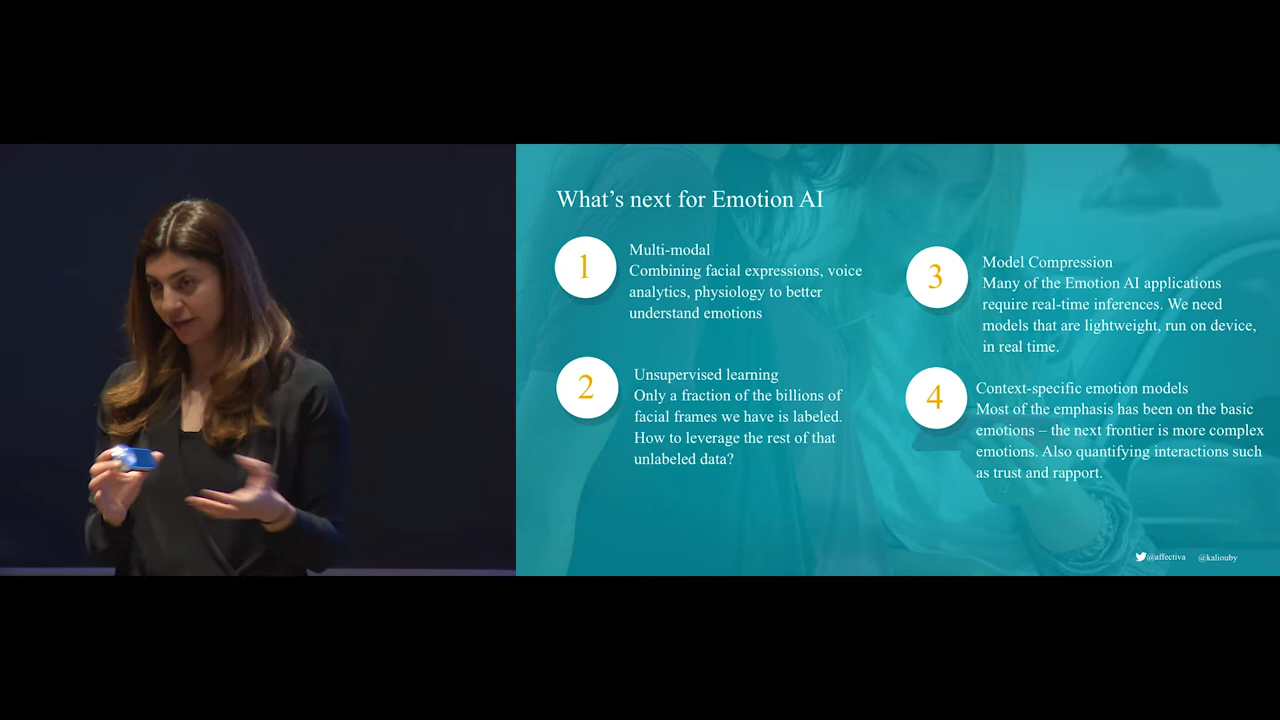 What's next for Emotion AI
1
Multi-modal
Combining facial expressions, voice
analytics, physiology to better
understand emotions
2
Unsupervised learning
Only a fraction of the billions of
facial frames we have is labeled.
How to leverage the rest of that
unlabeled data?
3
Model Compression
Many of the Emotion AI applications
require real-time inferences. We need
models that are lightweight, run on device,
in real time.
4
Context-specific emotion models
Most of the emphasis has been on the basic
emotions – the next frontier is more complex
emotions. Also quantifying interactions such
as trust and rapport.
@affectiva @kaliouby